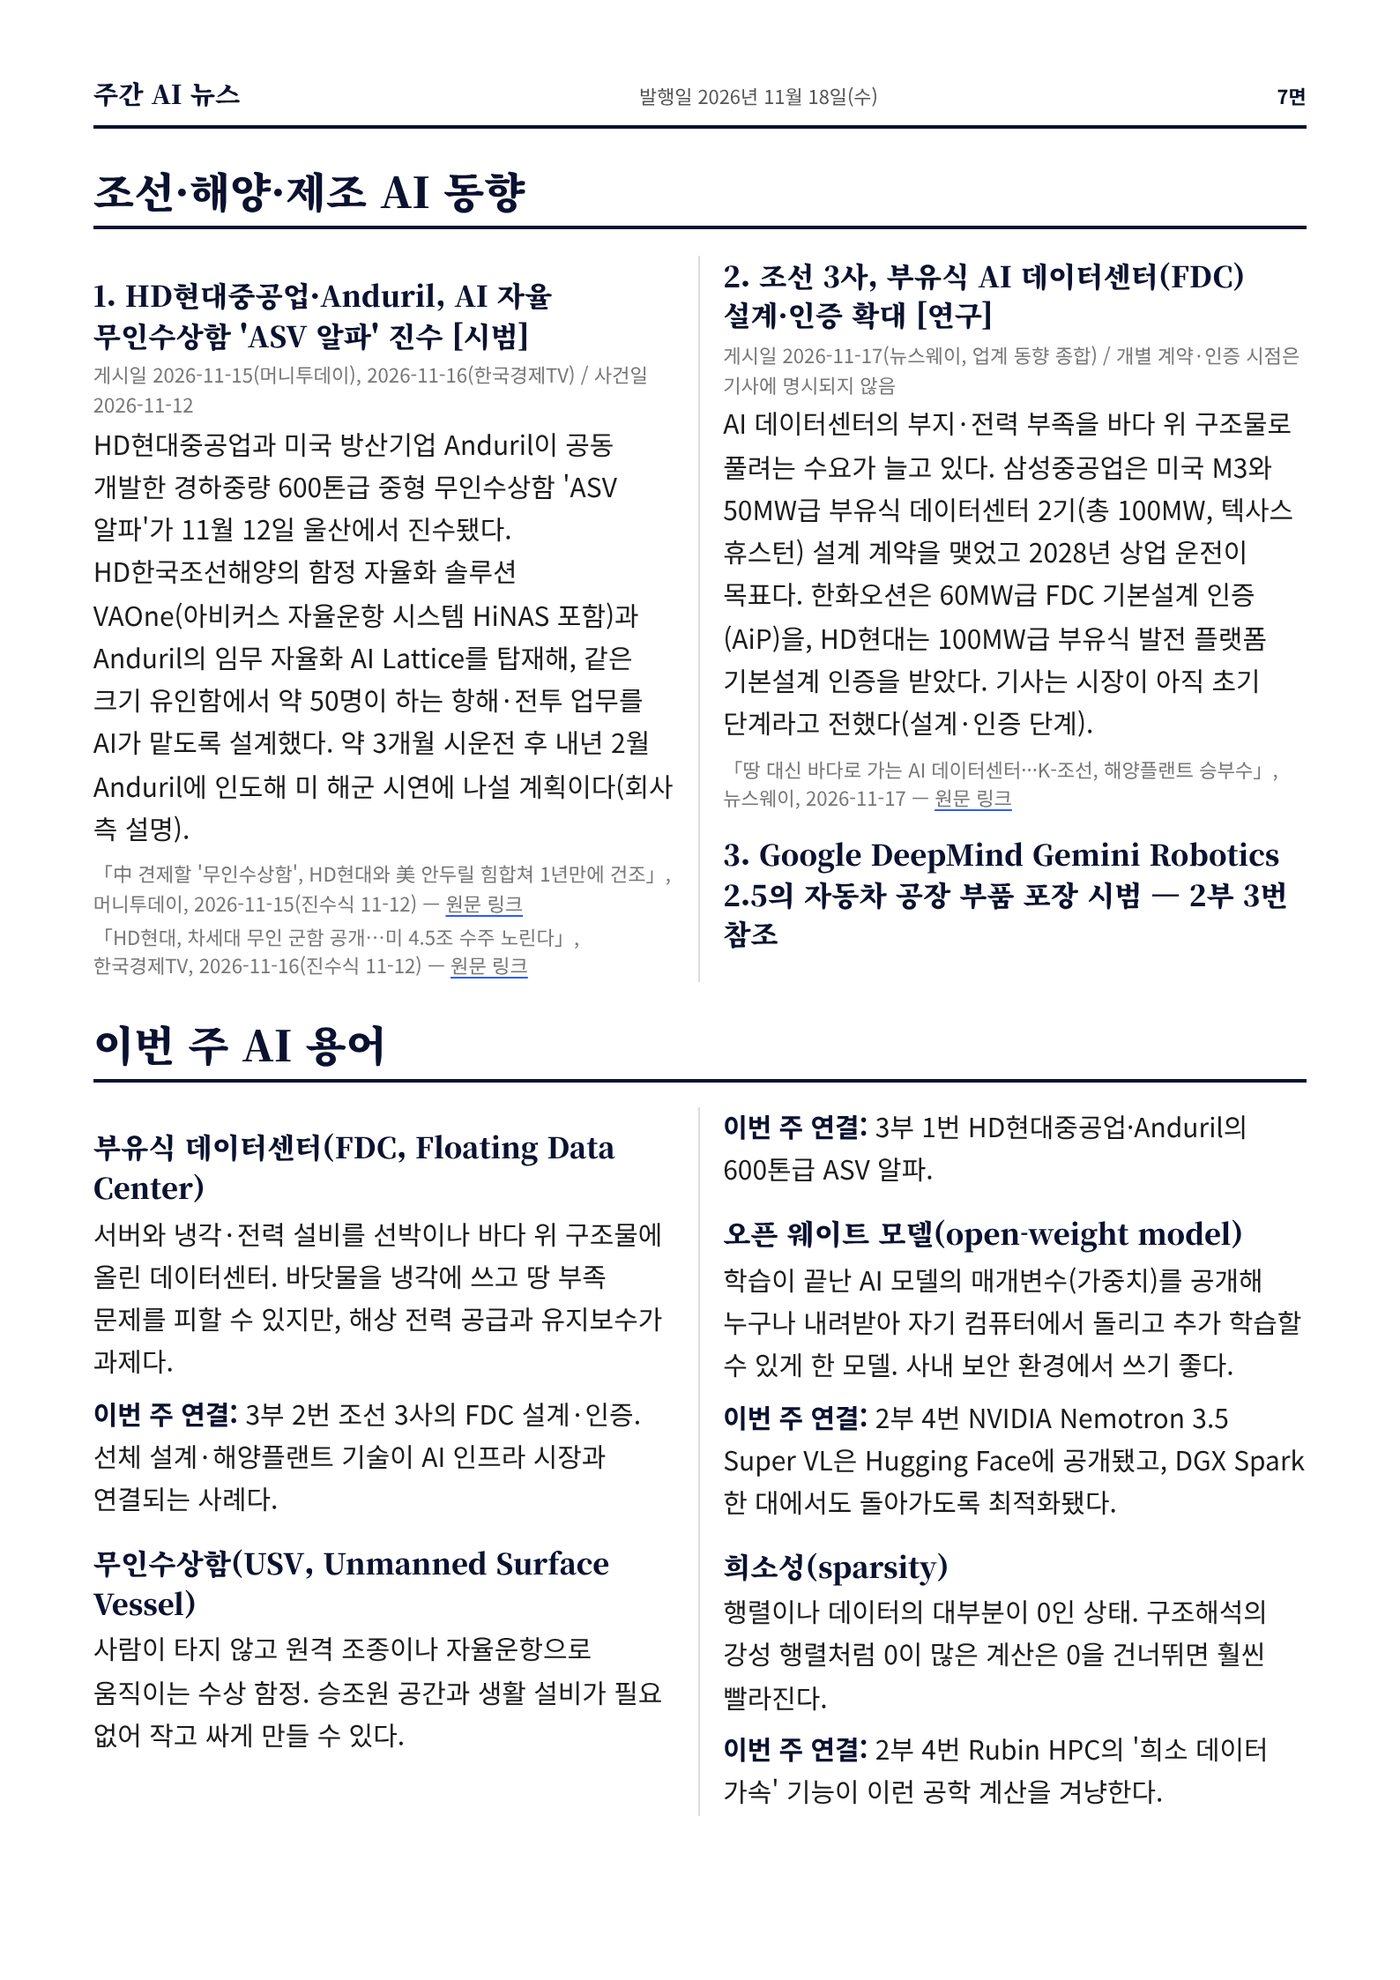 주간 AI 뉴스
발행일 2026년 11월 18일(수)
7면
조선·해양·제조 AI 동향
1. HD현대중공업·Anduril, AI 자율
무인수상함 'ASV 알파' 진수 [시범]
게시일 2026-11-15(머니투데이), 2026-11-16(한국경제TV) / 사건일
2026-11-12
HD현대중공업과 미국 방산기업 Anduril이 공동
개발한 경하중량 600톤급 중형 무인수상함 'ASV
알파'가 11월 12일 울산에서 진수됐다.
HD한국조선해양의 함정 자율화 솔루션
VAOne(아비커스 자율운항 시스템 HiNAS 포함)과
Anduril의 임무 자율화 AI Lattice를 탑재해, 같은
크기 유인함에서 약 50명이 하는 항해·전투 업무를
AI가 맡도록 설계했다. 약 3개월 시운전 후 내년 2월
Anduril에 인도해 미 해군 시연에 나설 계획이다(회사
측 설명).
「中 견제할 '무인수상함', HD현대와 美 안두릴 힘합쳐 1년만에 건조」,
머니투데이, 2026-11-15(진수식 11-12) — 원문 링크
「HD현대, 차세대 무인 군함 공개…미 4.5조 수주 노린다」,
한국경제TV, 2026-11-16(진수식 11-12) — 원문 링크
2. 조선 3사, 부유식 AI 데이터센터(FDC)
설계·인증 확대 [연구]
게시일 2026-11-17(뉴스웨이, 업계 동향 종합) / 개별 계약·인증 시점은
기사에 명시되지 않음
AI 데이터센터의 부지·전력 부족을 바다 위 구조물로
풀려는 수요가 늘고 있다. 삼성중공업은 미국 M3와
50MW급 부유식 데이터센터 2기(총 100MW, 텍사스
휴스턴) 설계 계약을 맺었고 2028년 상업 운전이
목표다. 한화오션은 60MW급 FDC 기본설계 인증
(AiP)을, HD현대는 100MW급 부유식 발전 플랫폼
기본설계 인증을 받았다. 기사는 시장이 아직 초기
단계라고 전했다(설계·인증 단계).
「땅 대신 바다로 가는 AI 데이터센터…K-조선, 해양플랜트 승부수」,
뉴스웨이, 2026-11-17 — 원문 링크
3. Google DeepMind Gemini Robotics
2.5의 자동차 공장 부품 포장 시범 — 2부 3번
참조
이번 주 AI 용어
부유식 데이터센터(FDC, Floating Data
Center)
서버와 냉각·전력 설비를 선박이나 바다 위 구조물에
올린 데이터센터. 바닷물을 냉각에 쓰고 땅 부족
문제를 피할 수 있지만, 해상 전력 공급과 유지보수가
과제다.
이번 주 연결: 3부 2번 조선 3사의 FDC 설계·인증.
선체 설계·해양플랜트 기술이 AI 인프라 시장과
연결되는 사례다.
무인수상함(USV, Unmanned Surface
Vessel)
사람이 타지 않고 원격 조종이나 자율운항으로
움직이는 수상 함정. 승조원 공간과 생활 설비가 필요
없어 작고 싸게 만들 수 있다.
이번 주 연결: 3부 1번 HD현대중공업·Anduril의
600톤급 ASV 알파.
오픈 웨이트 모델(open-weight model)
학습이 끝난 AI 모델의 매개변수(가중치)를 공개해
누구나 내려받아 자기 컴퓨터에서 돌리고 추가 학습할
수 있게 한 모델. 사내 보안 환경에서 쓰기 좋다.
이번 주 연결: 2부 4번 NVIDIA Nemotron 3.5
Super VL은 Hugging Face에 공개됐고, DGX Spark
한 대에서도 돌아가도록 최적화됐다.
희소성(sparsity)
행렬이나 데이터의 대부분이 0인 상태. 구조해석의
강성 행렬처럼 0이 많은 계산은 0을 건너뛰면 훨씬
빨라진다.
이번 주 연결: 2부 4번 Rubin HPC의 '희소 데이터
가속' 기능이 이런 공학 계산을 겨냥한다.